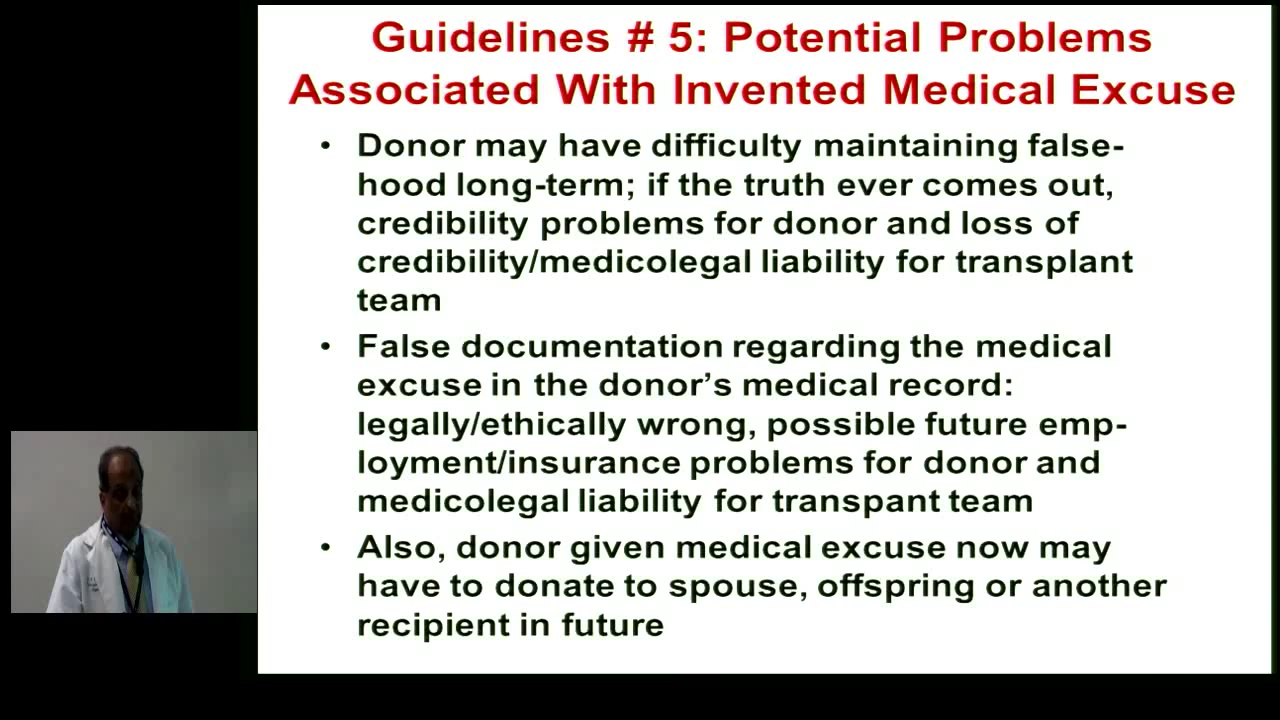 Guidelines # 5: Potential Problems
Associated With Invented Medical Excuse
• Donor may have difficulty maintaining false-
hood long-term; if the truth ever comes out,
credibility problems for donor and loss of
credibility/medicolegal liability for transplant
team
• False documentation regarding the medical
excuse in the donor’s medical record:
legally/ethically wrong, possible future emp-
loyment/insurance problems for donor and
medicolegal liability for transpant team
• Also, donor given medical excuse now may
have to donate to spouse, offspring or another
recipient in future